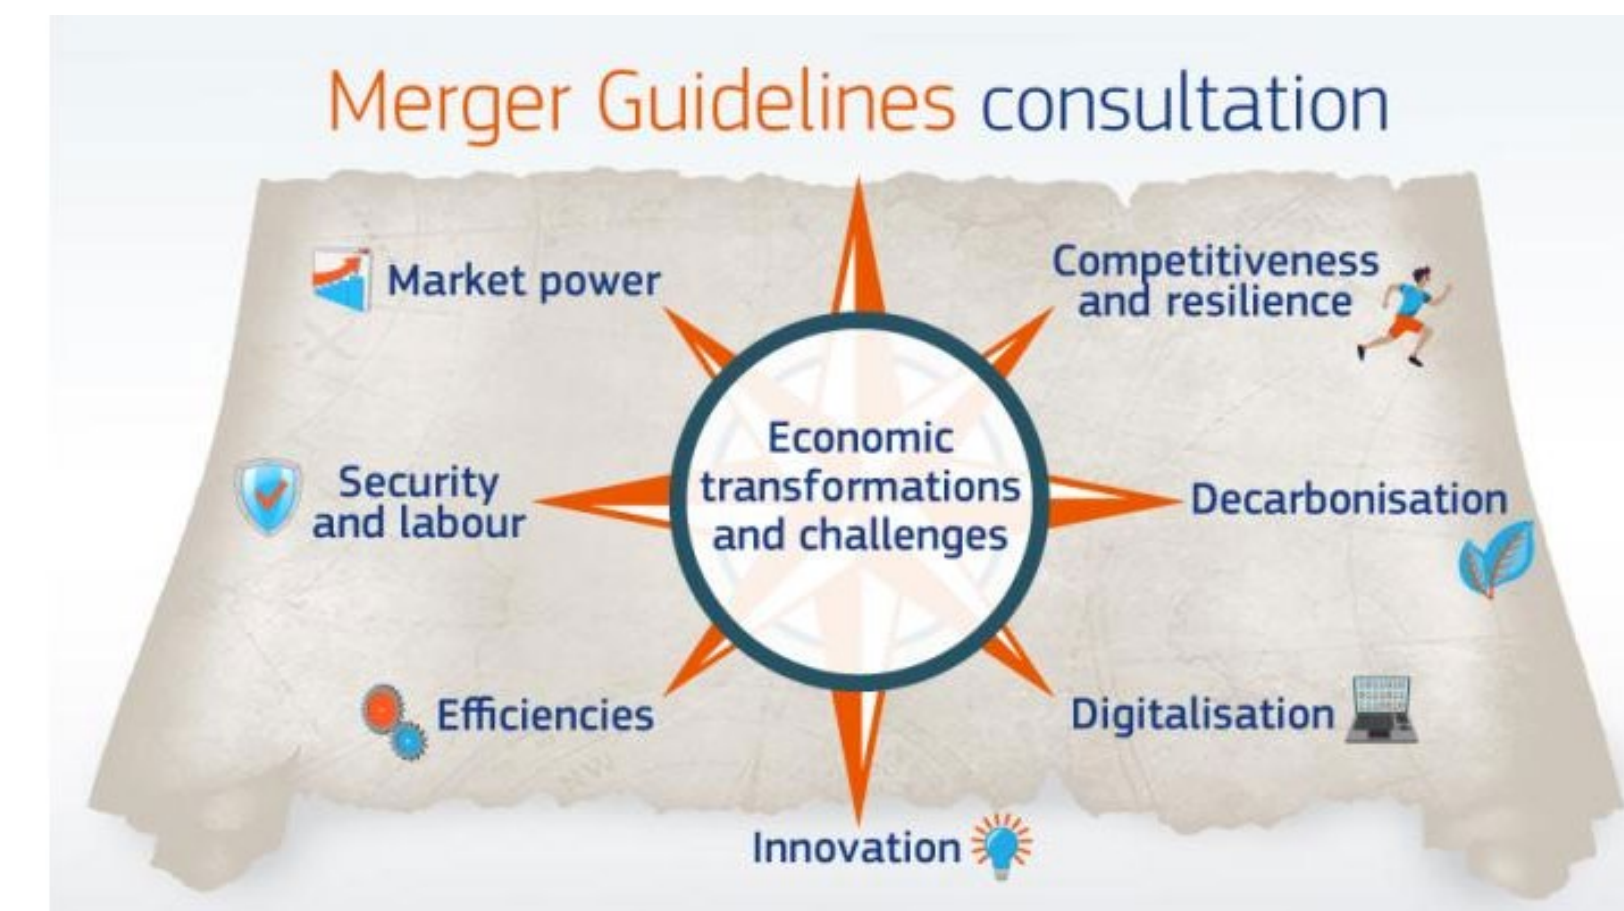 Merger Guidelines consultation
Market power
Competitiveness
and resilience
Economic
transformations
and challenges
Security
and labour
Decarbonisation
Efficiencies
Digitalisation
Innovation